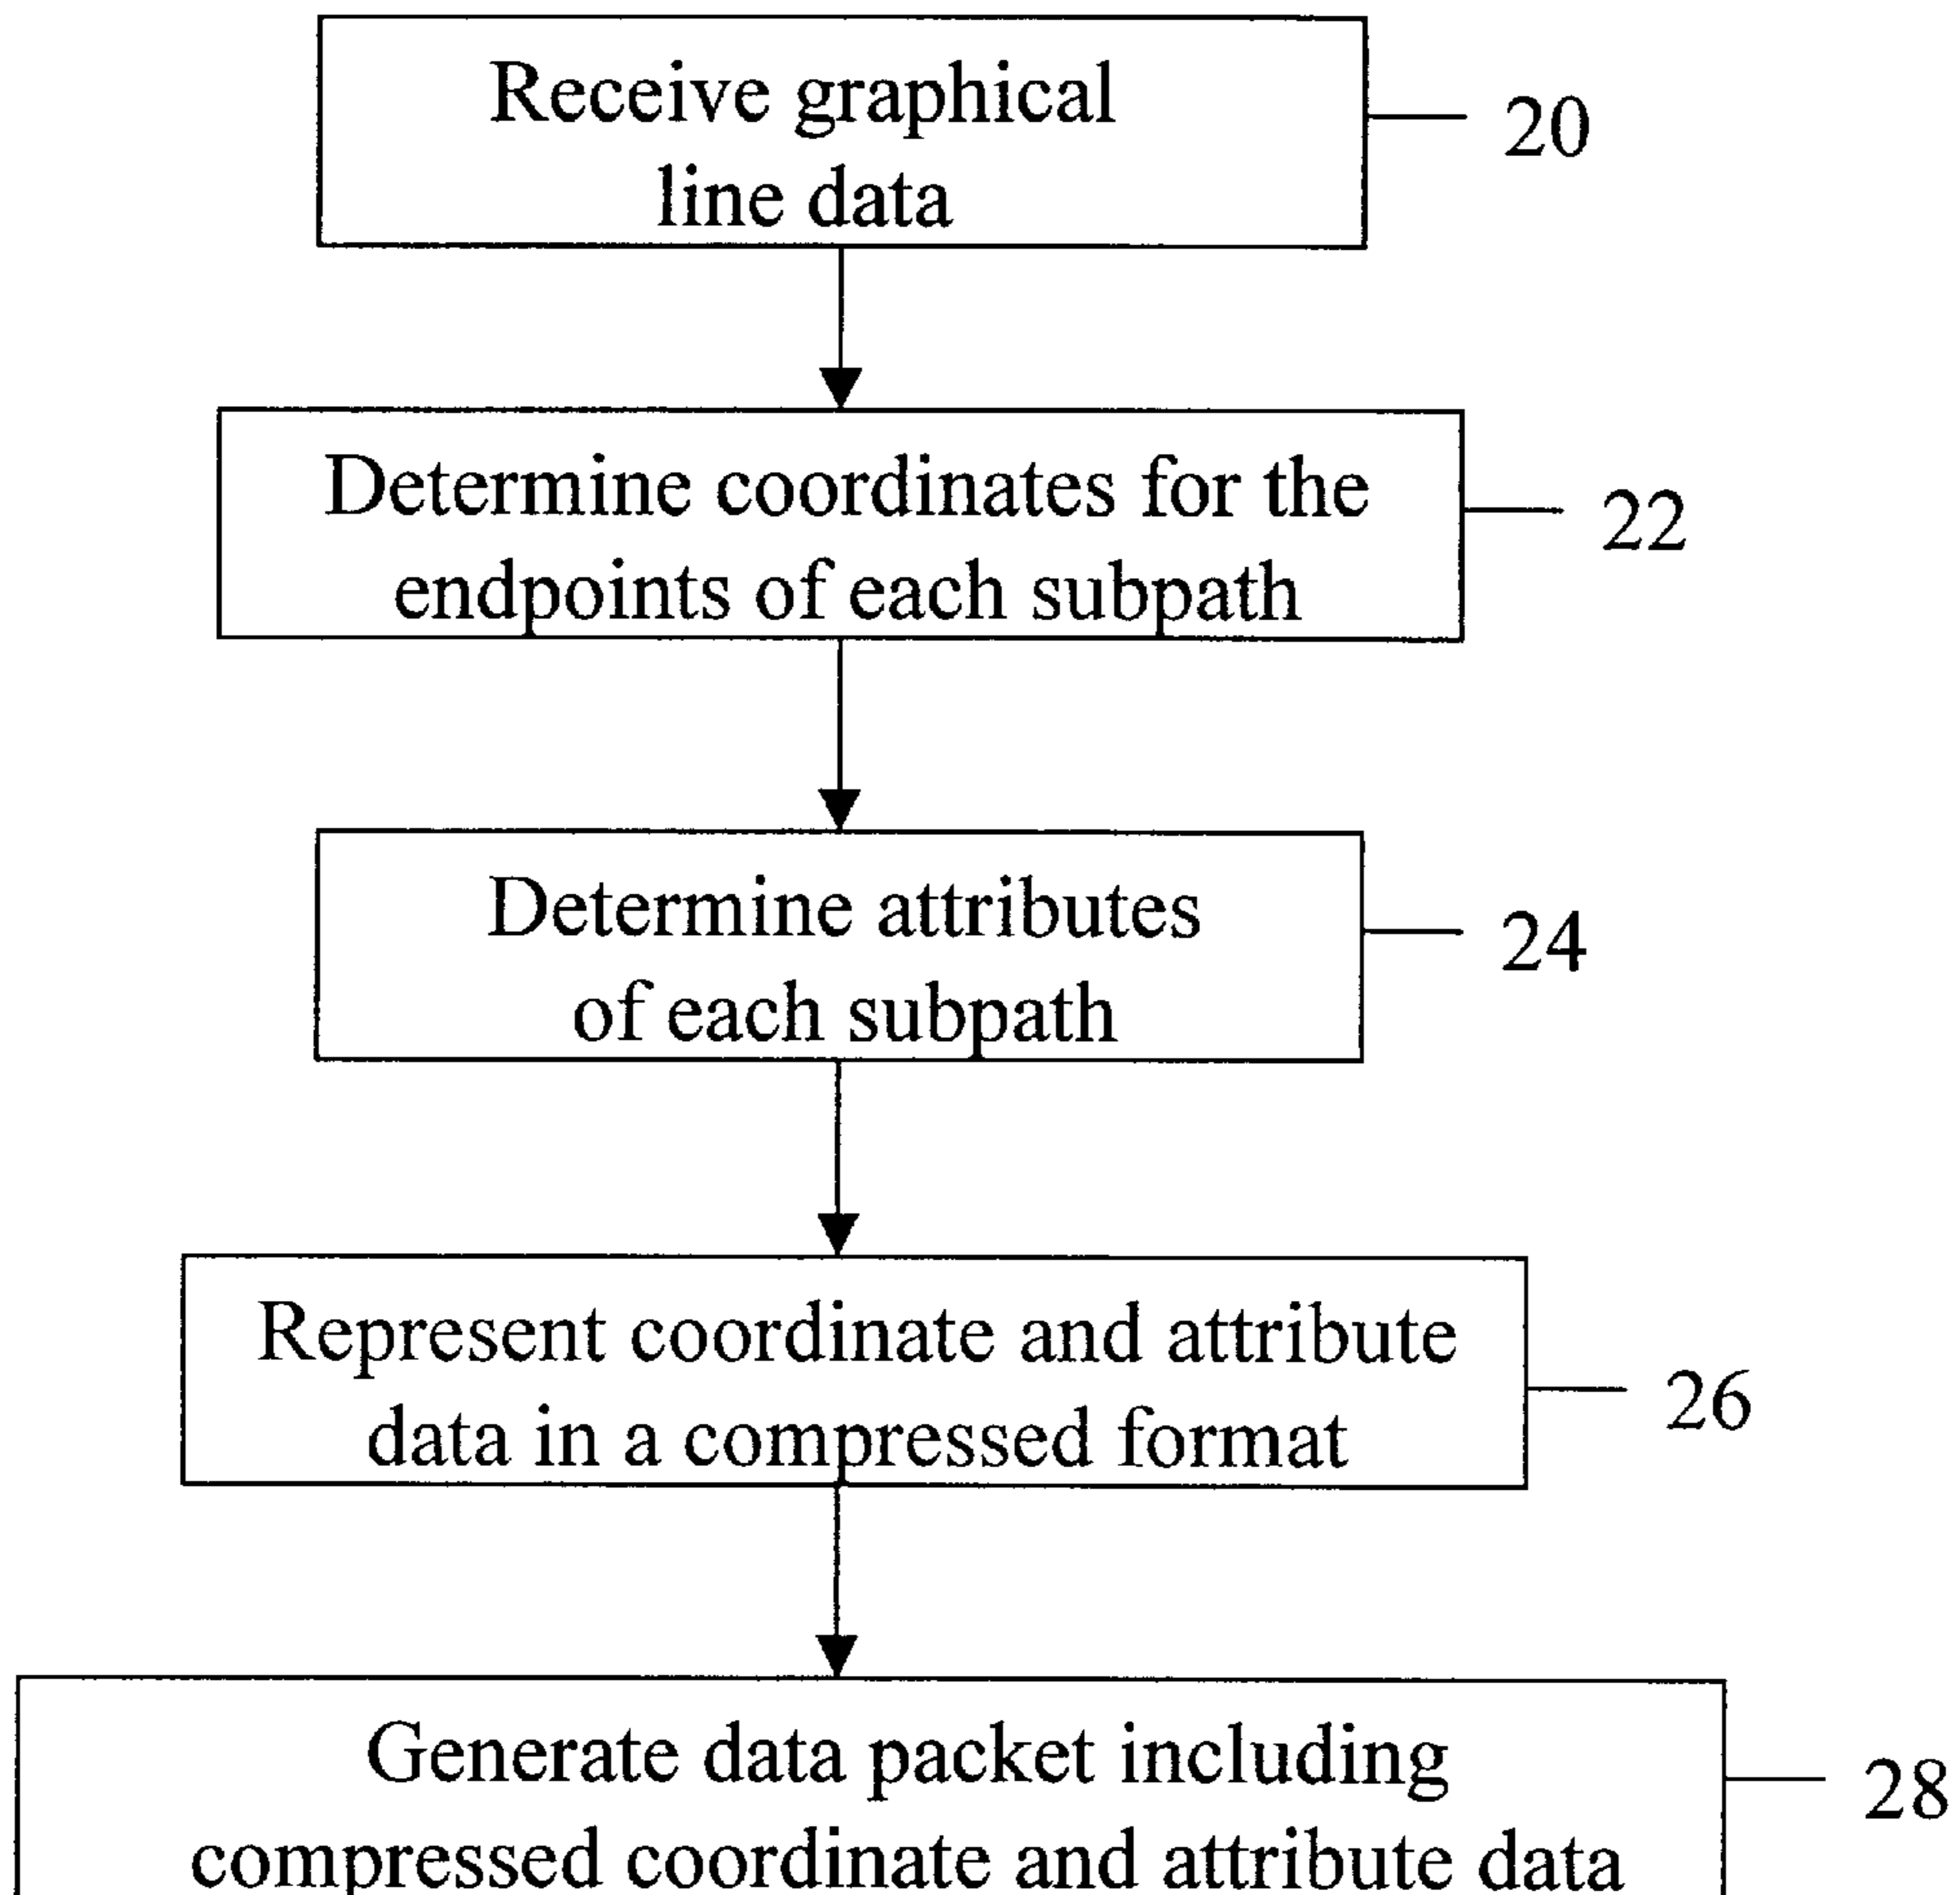 Receive graphical
line data
20
Determine coordinates for the
endpoints of each subpath
22
Determine attributes
of each subpath
24
Represent coordinate and attribute
data in a compressed format
26
Generate data packet including
compressed coordinate and attribute data
28